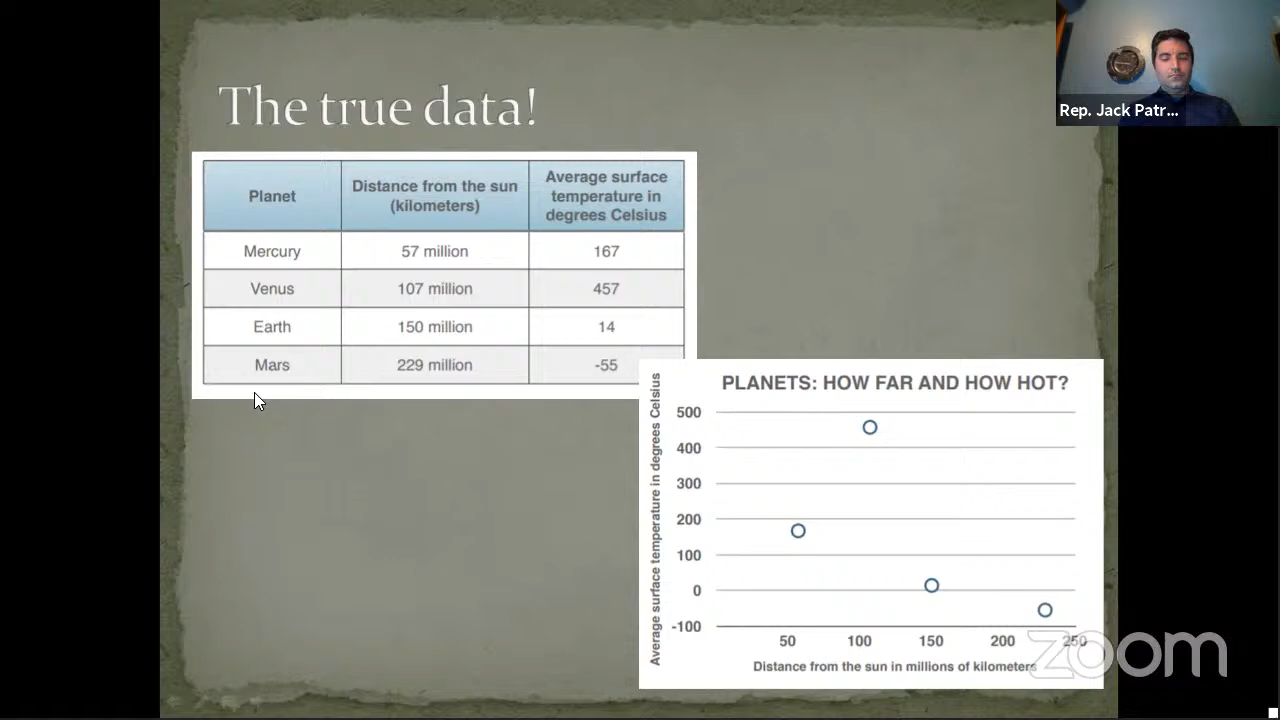 The true data!
Rep. Jack Patr...
Planet
Distance from the sun
(kilometers)
Average surface
temperature in
degrees Celsius
Mercury 57 million 167
Venus 107 million 457
Earth 150 million 14
Mars 229 million -55
PLANETS: HOW FAR AND HOW HOT?
Average surface temperature in degrees Celsius
500
400
300
200
100
0
-100
50 100 150 200 250
Distance from the sun in millions of kilometers
zoom